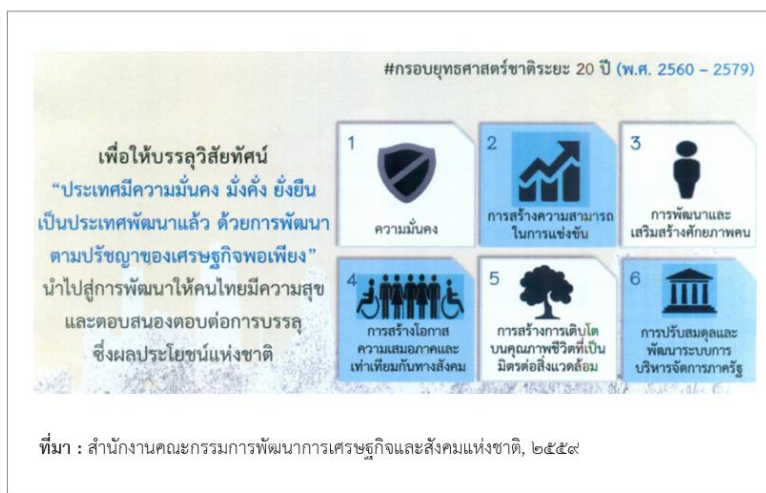 #กรอบยุทธศาสตร์ชาติระยะ 20 ปี (พ.ศ. 2560 – 2579)
เพื่อให้บรรลุวิสัยทัศน์
“ประเทศมีความมั่นคง มั่งคั่ง ยั่งยืน
เป็นประเทศพัฒนาแล้ว ด้วยการพัฒนา
ตามปรัชญาของเศรษฐกิจพอเพียง”
นำไปสู่การพัฒนาให้คนไทยมีความสุข
และตอบสนองตอบต่อการบรรลุ
ซึ่งผลประโยชน์แห่งชาติ
1
ความมั่นคง
2
การสร้างความสามารถ
ในการแข่งขัน
3
การพัฒนาและ
เสริมสร้างศักยภาพคน
4
การสร้างโอกาส
ความเสมอภาคและ
เท่าเทียมกันทางสังคม
5
การสร้างการเติบโต
บนคุณภาพชีวิตที่เป็น
มิตรต่อสิ่งแวดล้อม
6
การปรับสมดุลและ
พัฒนาระบบการ
บริหารจัดการภาครัฐ
ที่มา : สำนักงานคณะกรรมการพัฒนาการเศรษฐกิจและสังคมแห่งชาติ, ๒๕๕๙